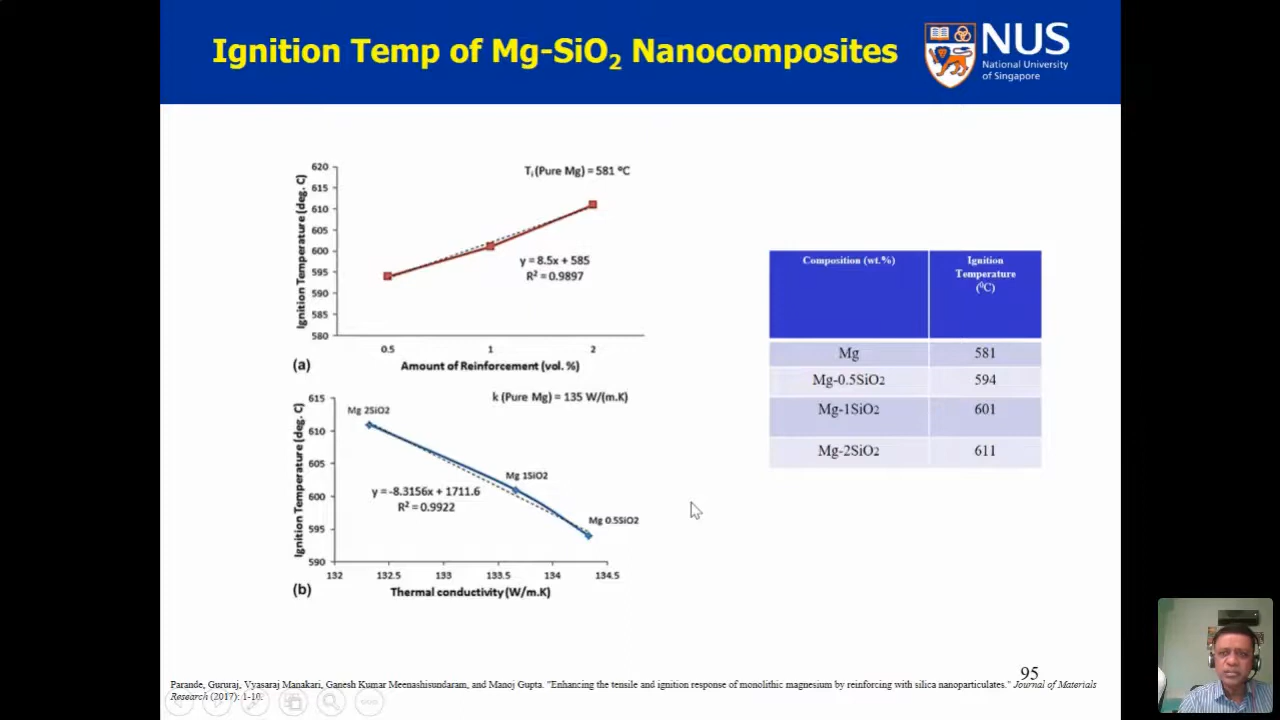 Ignition Temp of Mg-SiO2 Nanocomposites
NUS
National University
of Singapore
Ti (Pure Mg) = 581 °C
Ignition Temperature (deg. C)
620
615
610
605
600
595
590
585
580
y = 8.5x + 585
R² = 0.9897
0.5 1 2
(a)
Amount of Reinforcement (vol. %)
k (Pure Mg) = 135 W/(m.K)
Ignition Temperature (deg. C)
615
610
605
600
595
590
Mg 2SiO2
Mg 1SiO2
Mg 0.5SiO2
y = -8.3156x + 1711.6
R² = 0.9922
132 132.5 133 133.5 134 134.5
(b)
Thermal conductivity (W/m.K)
Composition (wt.%) Ignition
Temperature
(⁰C)
Mg 581
Mg-0.5SiO2 594
Mg-1SiO2 601
Mg-2SiO2 611
95
Parande, Gururaj, Vyasaraj Manakari, Ganesh Kumar Meenashisundaram, and Manoj Gupta. "Enhancing the tensile and ignition response of monolithic magnesium by reinforcing with silica nanoparticulates." Journal of Materials
Research (2017): 1-10.